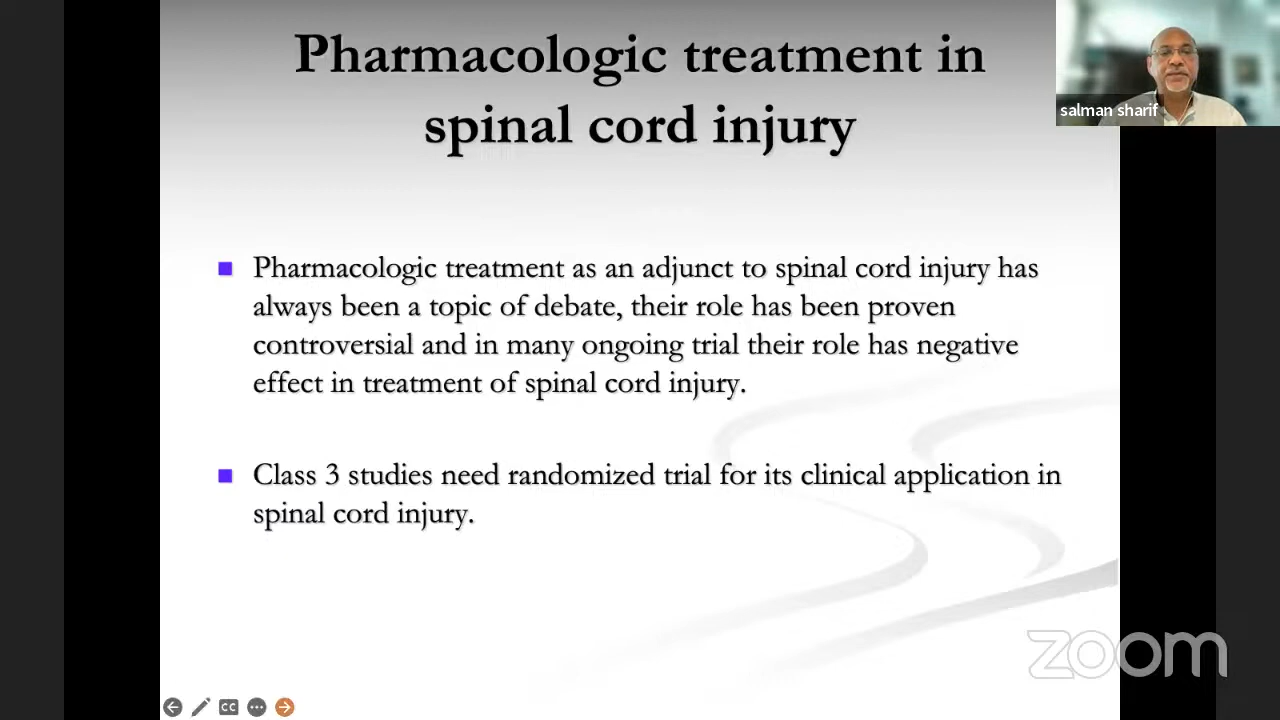 Pharmacologic treatment in
spinal cord injury
salman sharif
Pharmacologic treatment as an adjunct to spinal cord injury has
always been a topic of debate, their role has been proven
controversial and in many ongoing trial their role has negative
effect in treatment of spinal cord injury.
Class 3 studies need randomized trial for its clinical application in
spinal cord injury.
zoom
CC